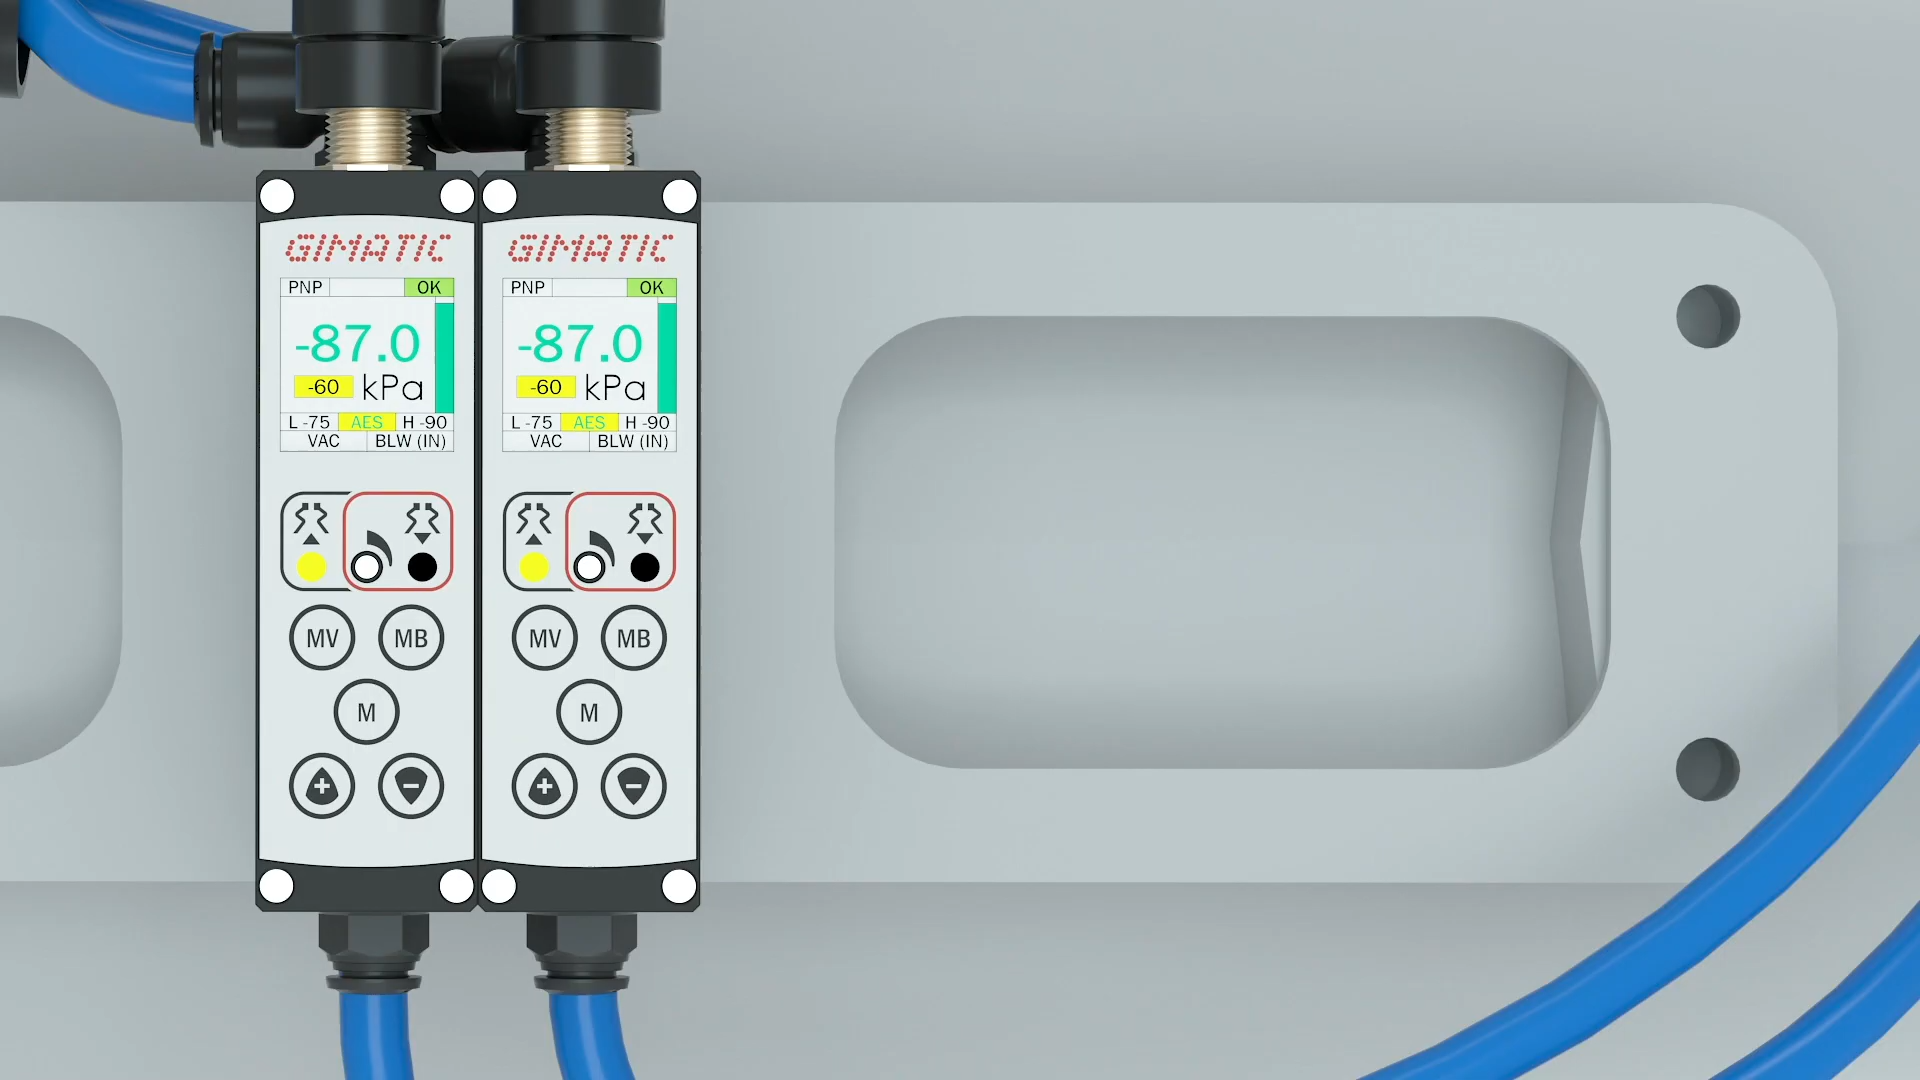 GIMATIC
PNP OK
-87.0
-60 kPa
L -75 AES H -90
VAC BLW (IN)
MV MB
M
+ −
GIMATIC
PNP OK
-87.0
-60 kPa
L -75 AES H -90
VAC BLW (IN)
MV MB
M
+ −